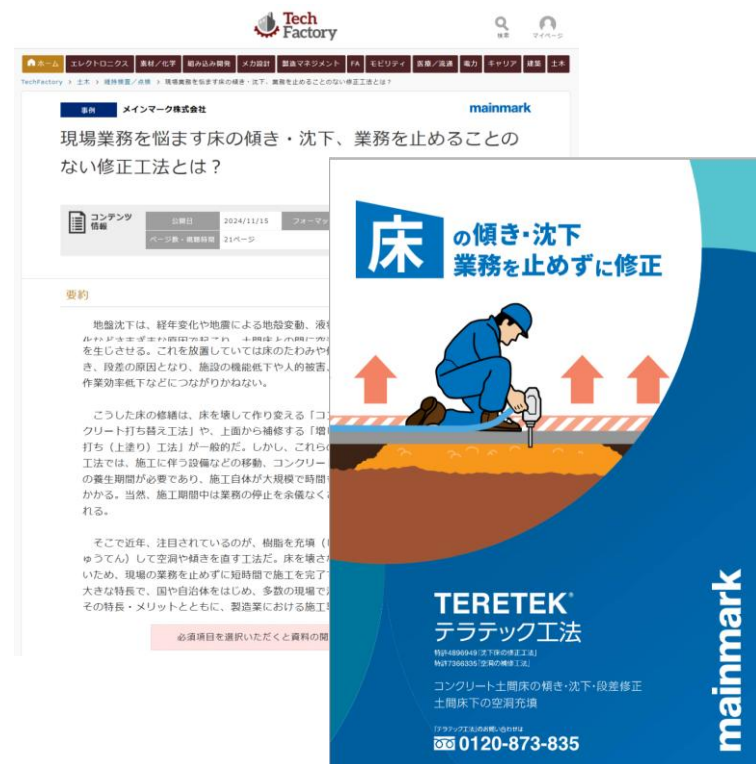 Tech
Factory
検索
マイページ
ホーム エレクトロニクス 素材/化学 組み込み開発 メカ設計 製造マネジメント FA モビリティ 医療/流通 電力 キャリア 建築 土木
TechFactory > 土木 > 維持保全/点検 > 現場業務を悩ます床の傾き・沈下、業務を止めることのない修正工法とは？
事例 メインマーク株式会社
mainmark
現場業務を悩ます床の傾き・沈下、業務を止めることの
ない修正工法とは？
コンテンツ
情報
公開日 2024/11/15 フォーマッ
ページ数・視聴時間 21ページ
要約
地盤沈下は、経年変化や地震による地殻変動、液
を生じさせる。これを放置していては床のたわみや
き、段差の原因となり、施設の機能低下や人的被害、
作業効率低下などにつながりかねない。
こうした床の修繕は、床を壊して作り変える「コン
クリート打ち替え工法」や、上面から補修する「増し
打ち（上塗り）工法」が一般的だ。しかし、これらの
工法では、施工に伴う設備などの移動、コンクリー
の養生期間が必要であり、施工自体が大規模で時間
かかる。当然、施工期間中は業務の停止を余儀なく
れる。
そこで近年、注目されているのが、樹脂を充填（
ゅうてん）して空洞や傾きを直す工法だ。床を壊さ
いため、現場の業務を止めずに短時間で施工を完了
大きな特長で、国や自治体をはじめ、多数の現場で
その特長・メリットとともに、製造業における施工
必須項目を選択いただくと資料の閲
床の傾き・沈下
業務を止めずに修正
TERETEK®
テラテック工法
特許4896949「沈下床の修正工法」
特許7366335「空洞の補修工法」
コンクリート土間床の傾き・沈下・段差修正
土間床下の空洞充填
「テラテック工法」のお問い合わせは
0120-873-835
mainmark